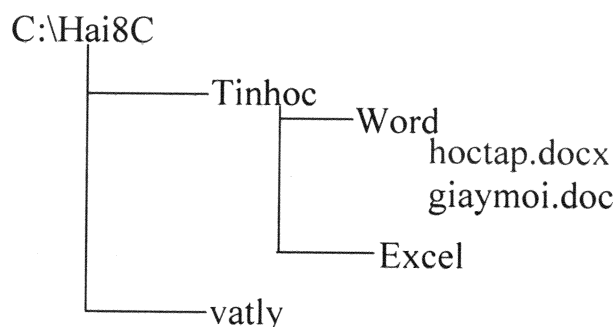 C:\Hai8C
Tinhoc
Word
hoctap.docx
giaymoi.doc
Excel
vatly